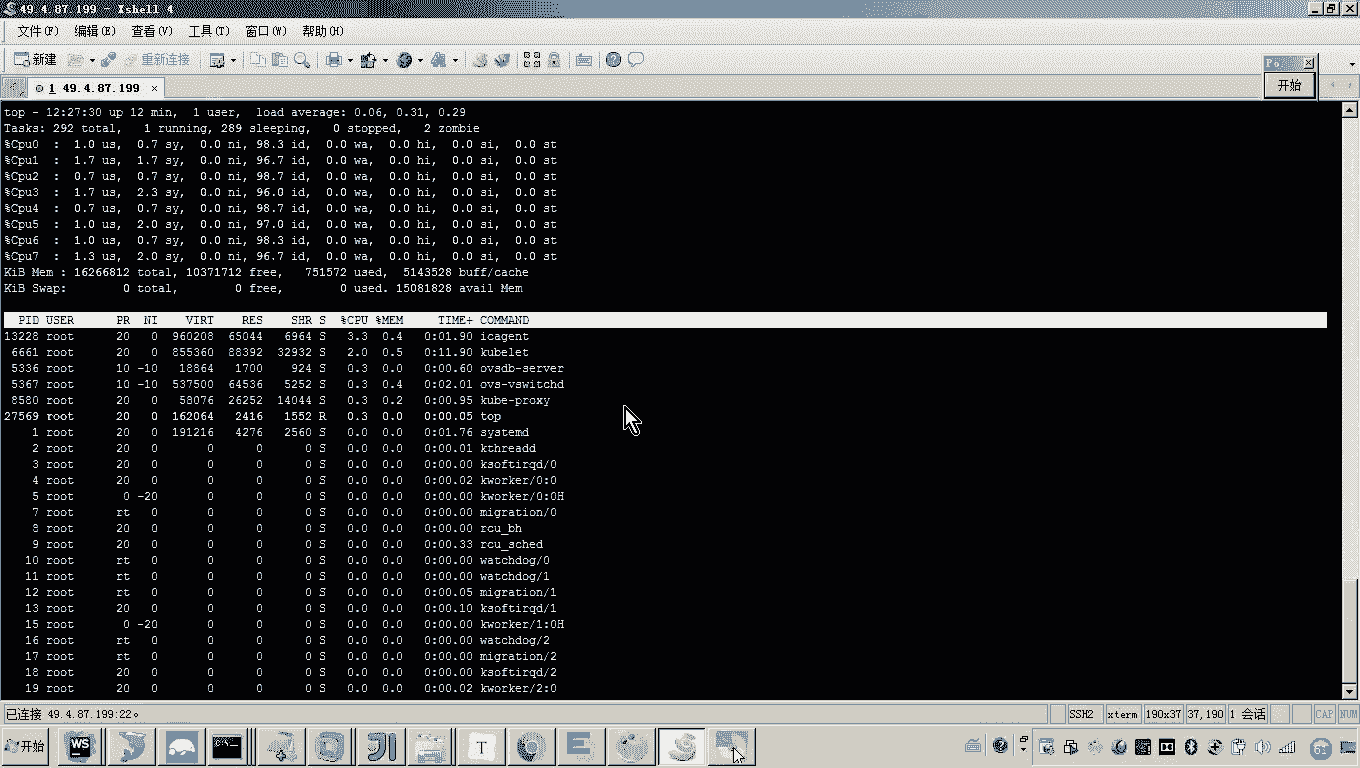 49.4.87.199 - Xshell 4
文件(F) 编辑(E) 查看(V) 工具(T) 窗口(W) 帮助(H)
新建 重新连接
1 49.4.87.199
开始
top - 12:27:30 up 12 min,  1 user,  load average: 0.06, 0.31, 0.29
Tasks: 292 total,   1 running, 289 sleeping,   0 stopped,   2 zombie
%Cpu0  :  1.0 us,  0.7 sy,  0.0 ni, 98.3 id,  0.0 wa,  0.0 hi,  0.0 si,  0.0 st
%Cpu1  :  1.7 us,  1.7 sy,  0.0 ni, 96.7 id,  0.0 wa,  0.0 hi,  0.0 si,  0.0 st
%Cpu2  :  0.7 us,  0.7 sy,  0.0 ni, 98.7 id,  0.0 wa,  0.0 hi,  0.0 si,  0.0 st
%Cpu3  :  1.7 us,  2.3 sy,  0.0 ni, 96.0 id,  0.0 wa,  0.0 hi,  0.0 si,  0.0 st
%Cpu4  :  0.7 us,  0.7 sy,  0.0 ni, 98.7 id,  0.0 wa,  0.0 hi,  0.0 si,  0.0 st
%Cpu5  :  1.0 us,  2.0 sy,  0.0 ni, 97.0 id,  0.0 wa,  0.0 hi,  0.0 si,  0.0 st
%Cpu6  :  1.0 us,  0.7 sy,  0.0 ni, 98.3 id,  0.0 wa,  0.0 hi,  0.0 si,  0.0 st
%Cpu7  :  1.3 us,  2.0 sy,  0.0 ni, 96.7 id,  0.0 wa,  0.0 hi,  0.0 si,  0.0 st
KiB Mem : 16266812 total, 10371712 free,   751572 used,  5143528 buff/cache
KiB Swap:        0 total,        0 free,        0 used. 15081828 avail Mem
PID USER      PR  NI    VIRT    RES    SHR S  %CPU %MEM     TIME+ COMMAND
13228 root      20   0  960208  65044   6964 S   3.3  0.4   0:01.90 icagent
6661 root      20   0  855360  88392  32932 S   2.0  0.5   0:11.90 kubelet
5336 root      10 -10   18864   1700    924 S   0.3  0.0   0:00.60 ovsdb-server
5367 root      10 -10  537500  64536   5252 S   0.3  0.4   0:02.01 ovs-vswitchd
8580 root      20   0   58076  26252  14044 S   0.3  0.2   0:00.95 kube-proxy
27569 root      20   0  162064   2416   1552 R   0.3  0.0   0:00.05 top
1 root      20   0  191216   4276   2560 S   0.0  0.0   0:01.76 systemd
2 root      20   0       0      0      0 S   0.0  0.0   0:00.01 kthreadd
3 root      20   0       0      0      0 S   0.0  0.0   0:00.00 ksoftirqd/0
4 root      20   0       0      0      0 S   0.0  0.0   0:00.02 kworker/0:0
5 root       0 -20       0      0      0 S   0.0  0.0   0:00.00 kworker/0:0H
7 root      rt   0       0      0      0 S   0.0  0.0   0:00.00 migration/0
8 root      20   0       0      0      0 S   0.0  0.0   0:00.00 rcu_bh
9 root      20   0       0      0      0 S   0.0  0.0   0:00.33 rcu_sched
10 root      rt   0       0      0      0 S   0.0  0.0   0:00.00 watchdog/0
11 root      rt   0       0      0      0 S   0.0  0.0   0:00.00 watchdog/1
12 root      rt   0       0      0      0 S   0.0  0.0   0:00.05 migration/1
13 root      20   0       0      0      0 S   0.0  0.0   0:00.10 ksoftirqd/1
15 root       0 -20       0      0      0 S   0.0  0.0   0:00.00 kworker/1:0H
16 root      rt   0       0      0      0 S   0.0  0.0   0:00.00 watchdog/2
17 root      rt   0       0      0      0 S   0.0  0.0   0:00.00 migration/2
18 root      20   0       0      0      0 S   0.0  0.0   0:00.00 ksoftirqd/2
19 root      20   0       0      0      0 S   0.0  0.0   0:00.02 kworker/2:0
已连接 49.4.87.199:22。 SSH2 xterm 190x37 37,190 1 会话 CAP NUM
开始 WS T